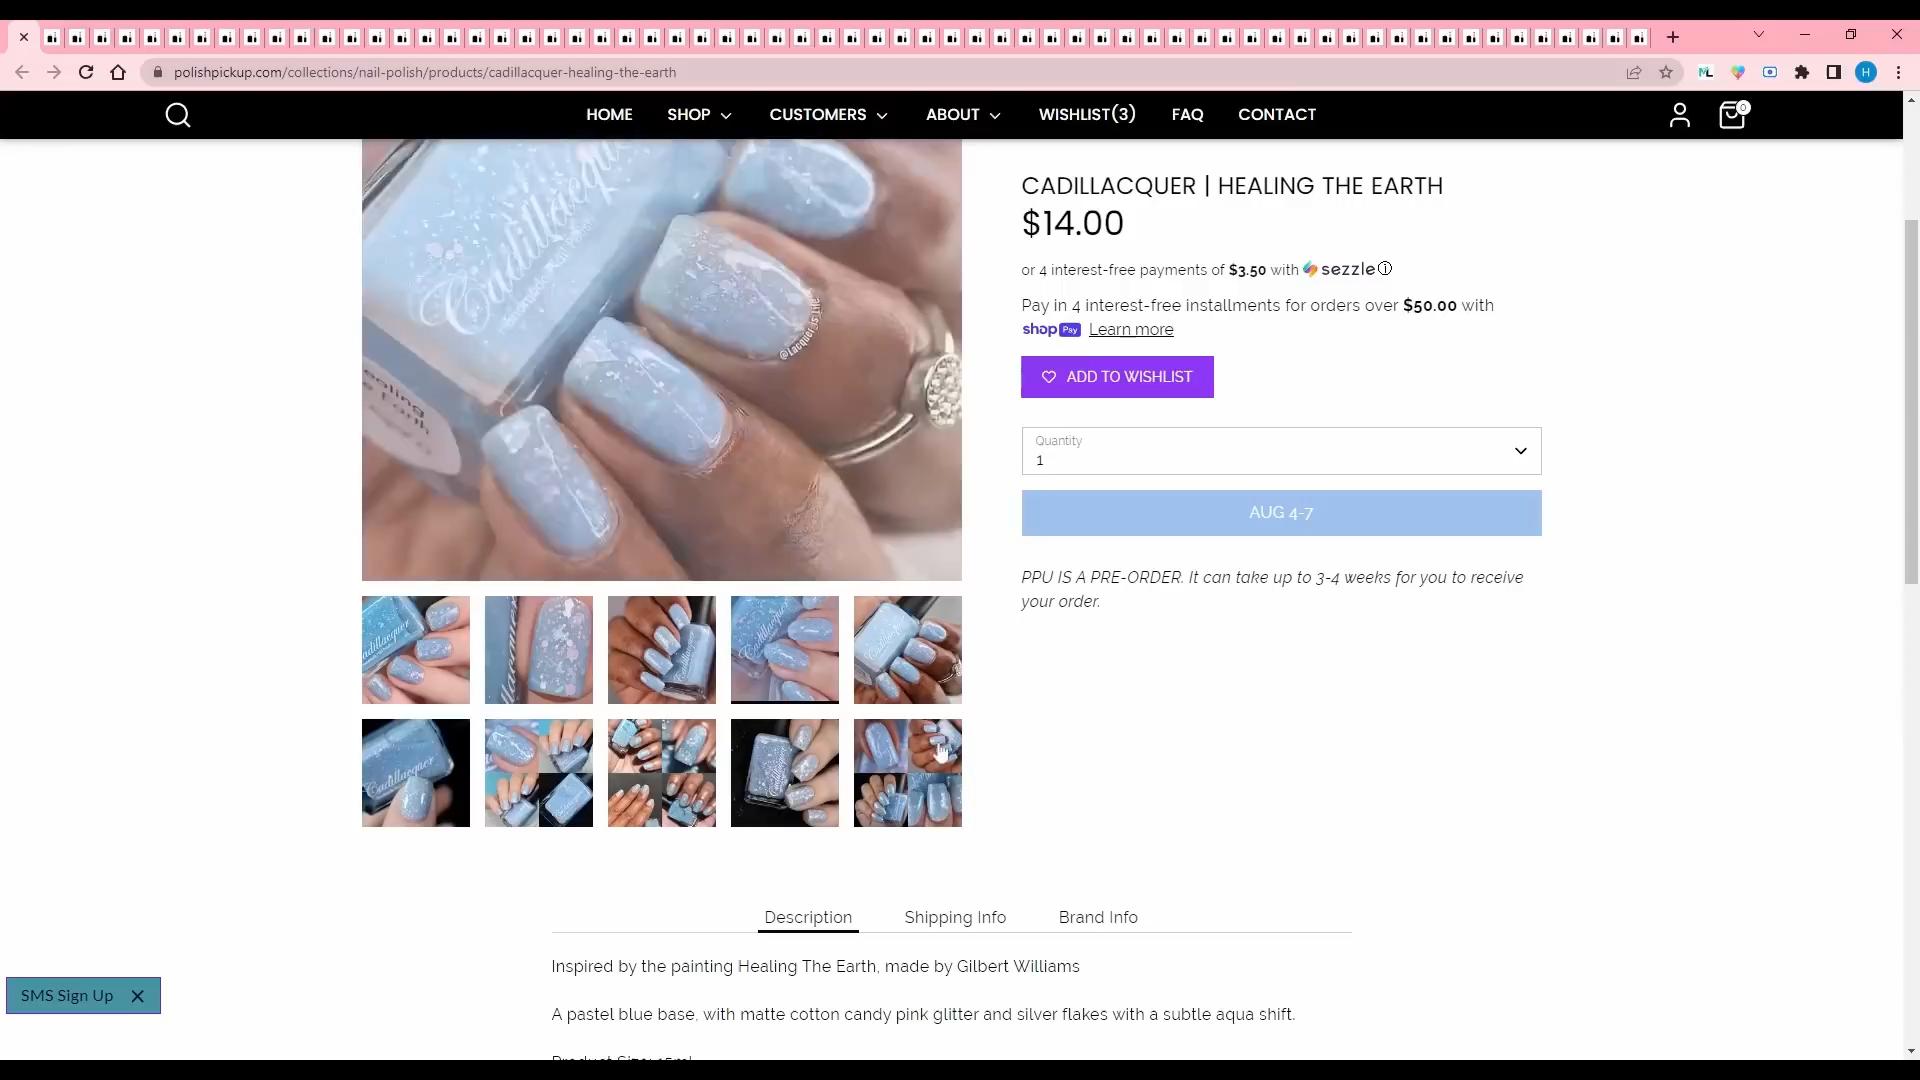 polishpickup.com/collections/nail-polish/products/cadillacquer-healing-the-earth
H
HOME
SHOP
CUSTOMERS
ABOUT
WISHLIST(3)
FAQ
CONTACT
0
Cadillacquer
@lacquer_is_life
CADILLACQUER | HEALING THE EARTH
$14.00
or 4 interest-free payments of $3.50 with sezzle
Pay in 4 interest-free installments for orders over $50.00 with
shop Pay Learn more
ADD TO WISHLIST
Quantity
1
AUG 4-7
PPU IS A PRE-ORDER. It can take up to 3-4 weeks for you to receive
your order.
Description
Shipping Info
Brand Info
Inspired by the painting Healing The Earth, made by Gilbert Williams
A pastel blue base, with matte cotton candy pink glitter and silver flakes with a subtle aqua shift.
SMS Sign Up